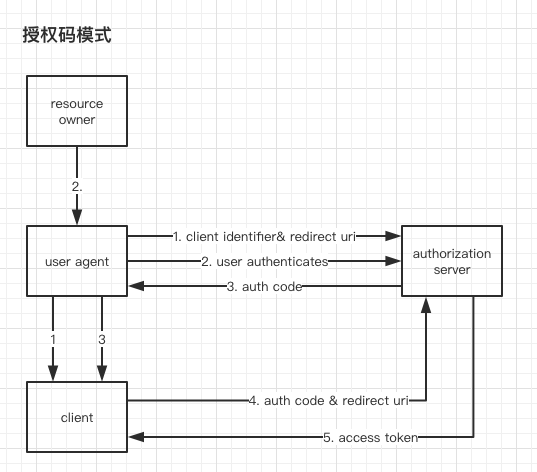 授权码模式
resource
owner
2.
1. client identifier& redirect uri
user agent
2. user authenticates
authorization
server
3. auth code
1
3
client
4. auth code & redirect uri
5. access token